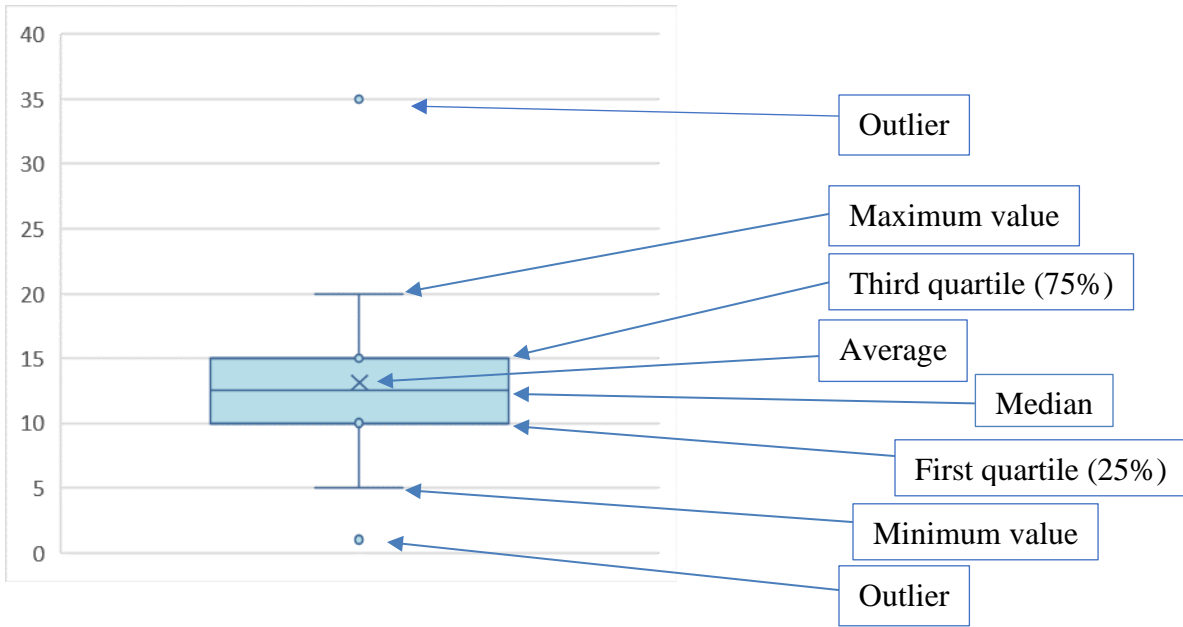 40
35
30
25
20
15
10
5
0
Outlier
Maximum value
Third quartile (75%)
Average
Median
First quartile (25%)
Minimum value
Outlier